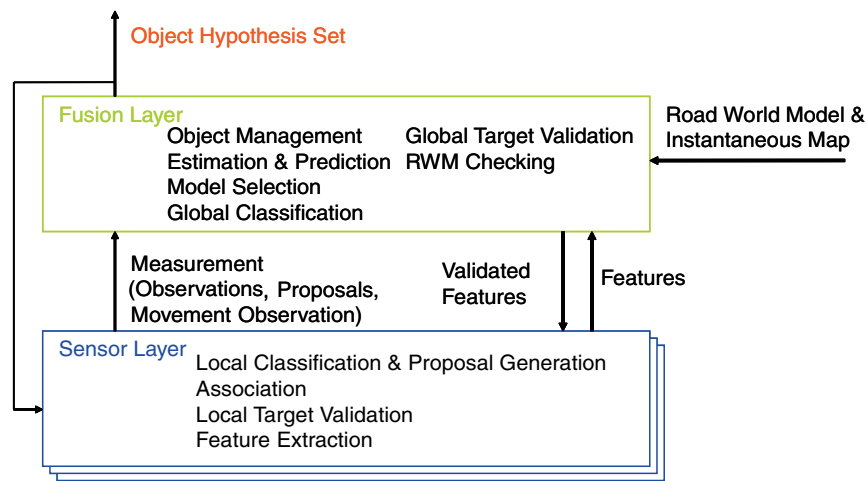 Object Hypothesis Set
Fusion Layer
Object Management
Estimation & Prediction
Model Selection
Global Classification
Global Target Validation
RWM Checking
Road World Model &
Instantaneous Map
Measurement
(Observations, Proposals,
Movement Observation)
Validated
Features
Features
Sensor Layer
Local Classification & Proposal Generation
Association
Local Target Validation
Feature Extraction